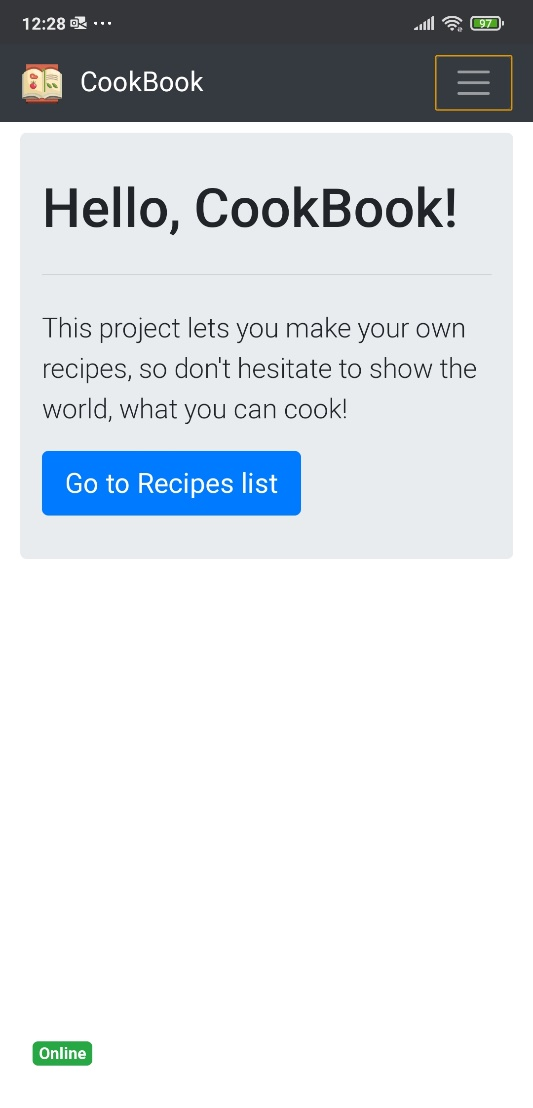 12:28
97
CookBook
Hello, CookBook!
This project lets you make your own
recipes, so don't hesitate to show the
world, what you can cook!
Go to Recipes list
Online